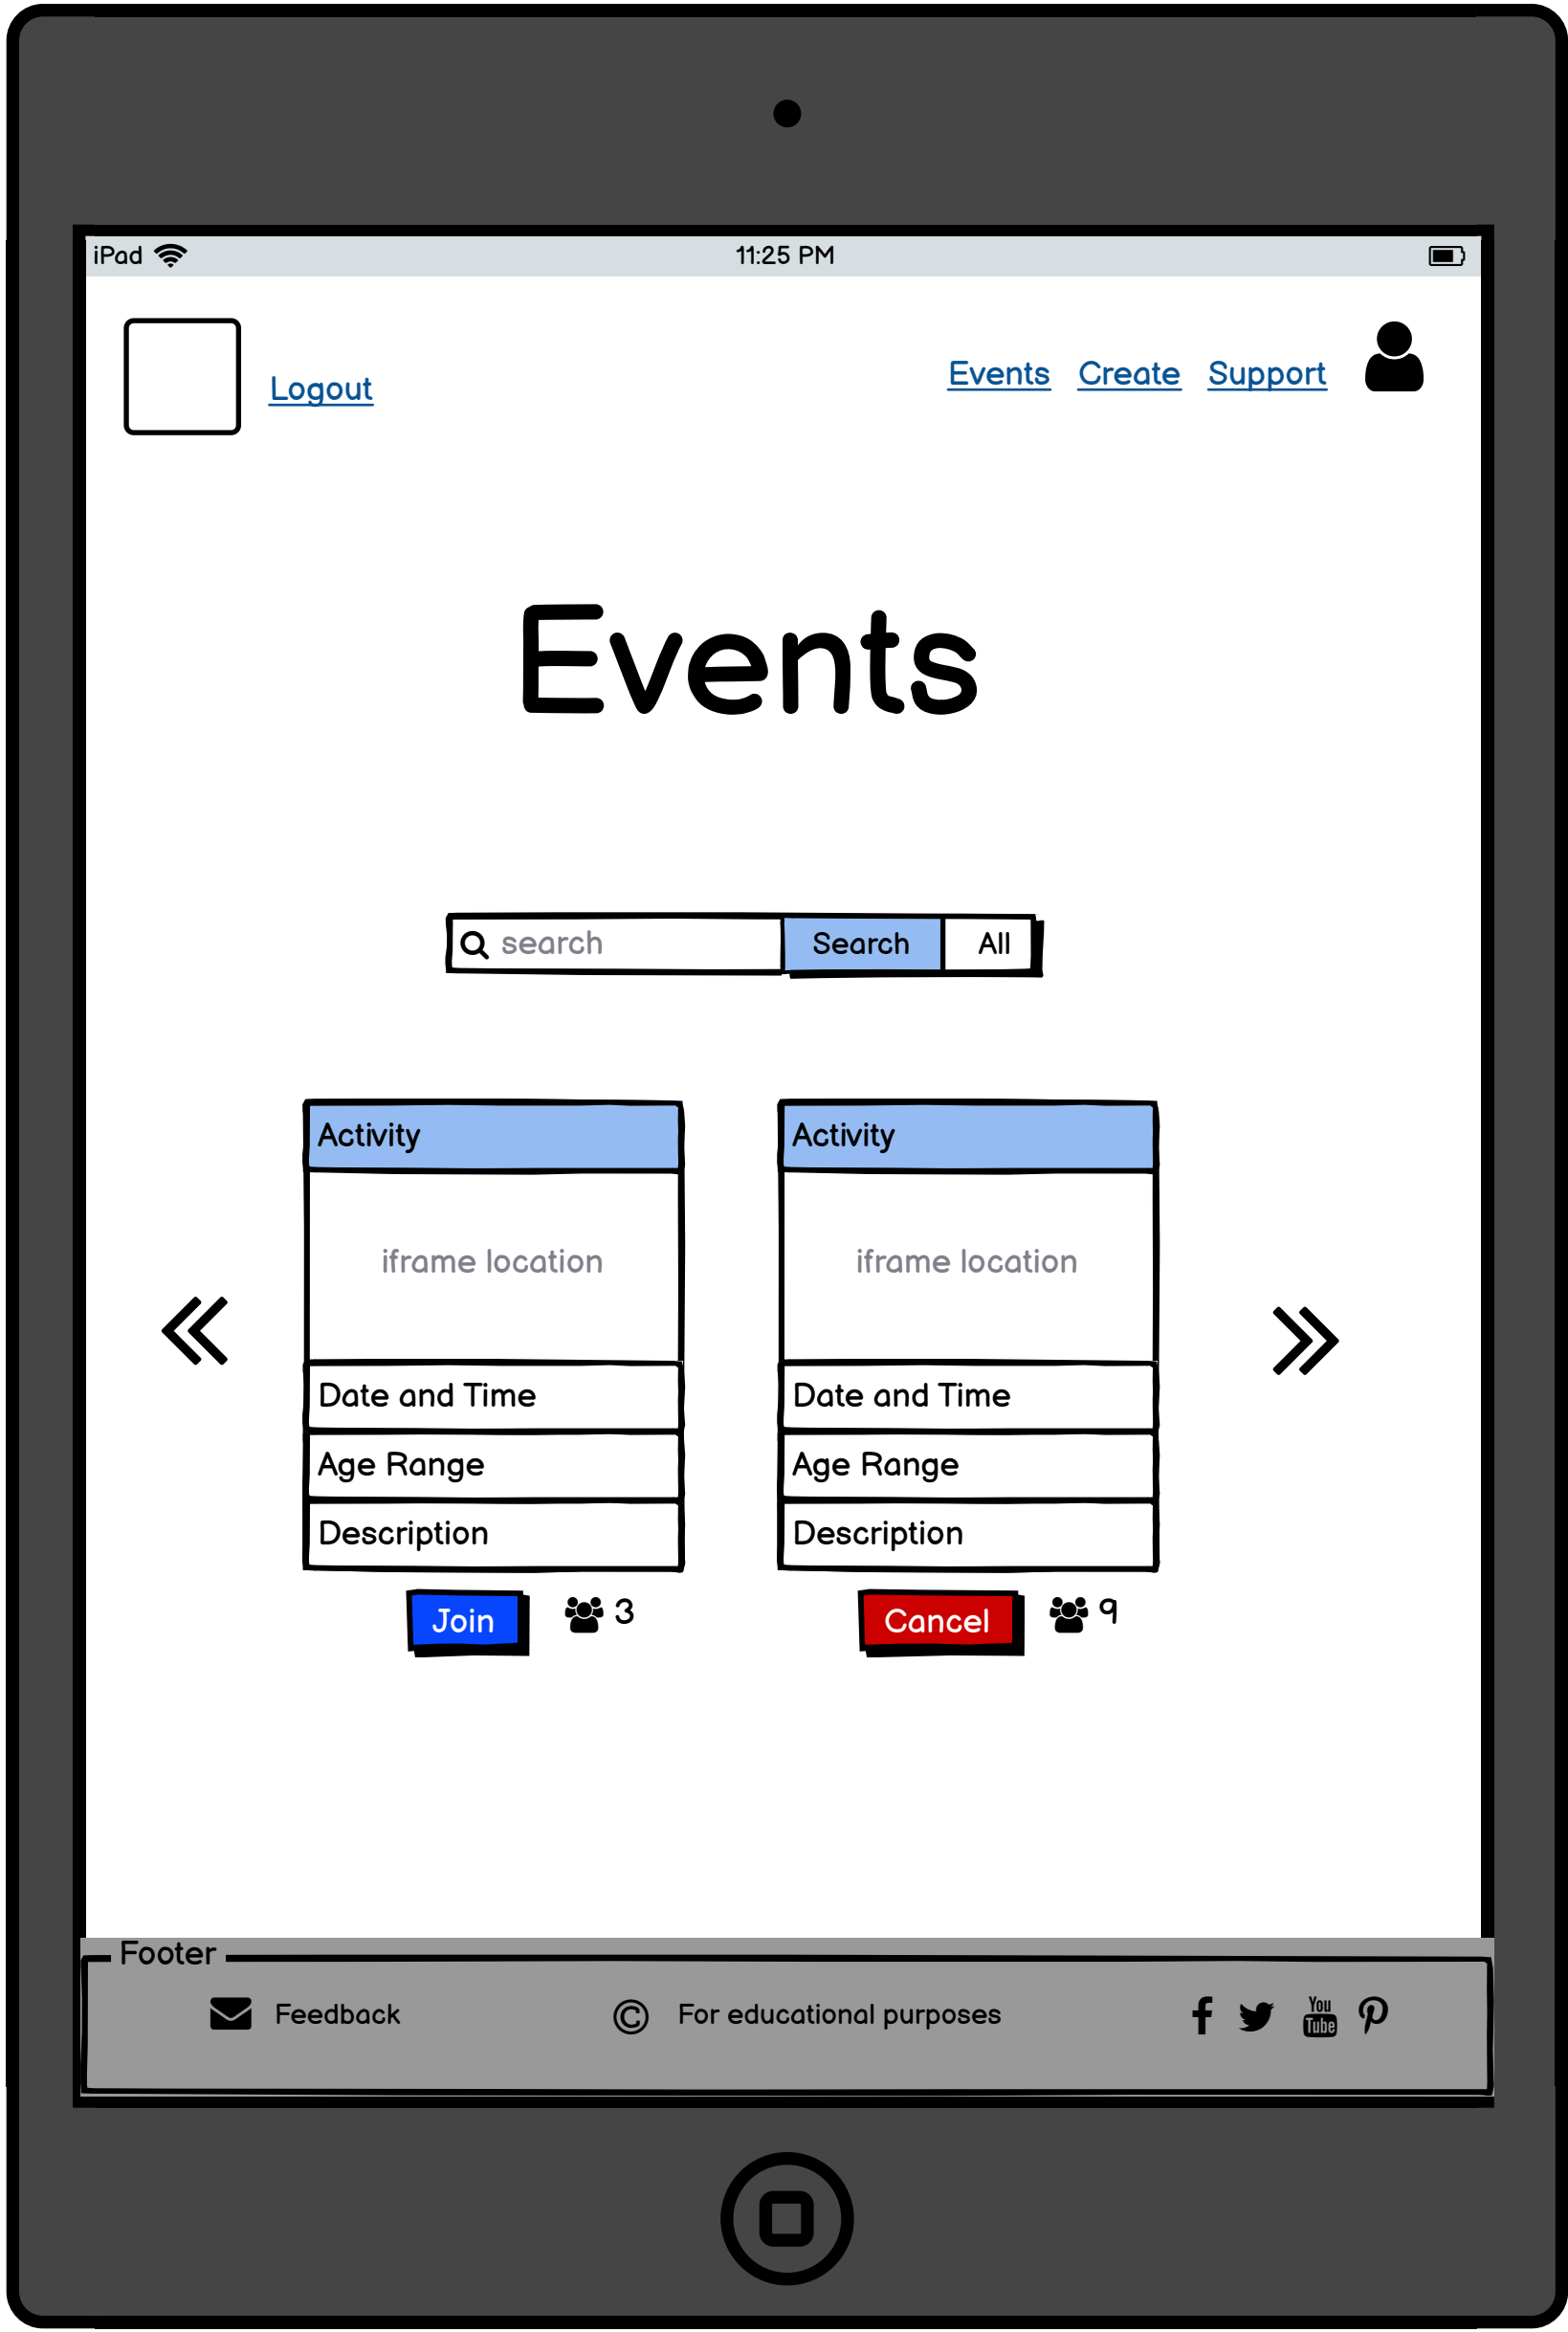 iPad 11:25 PM
Logout Events Create Support
Events
search Search All
Activity Activity
iframe location iframe location
Date and Time Date and Time
Age Range Age Range
Description Description
Join 3 Cancel 9
Footer
Feedback © For educational purposes f You Tube